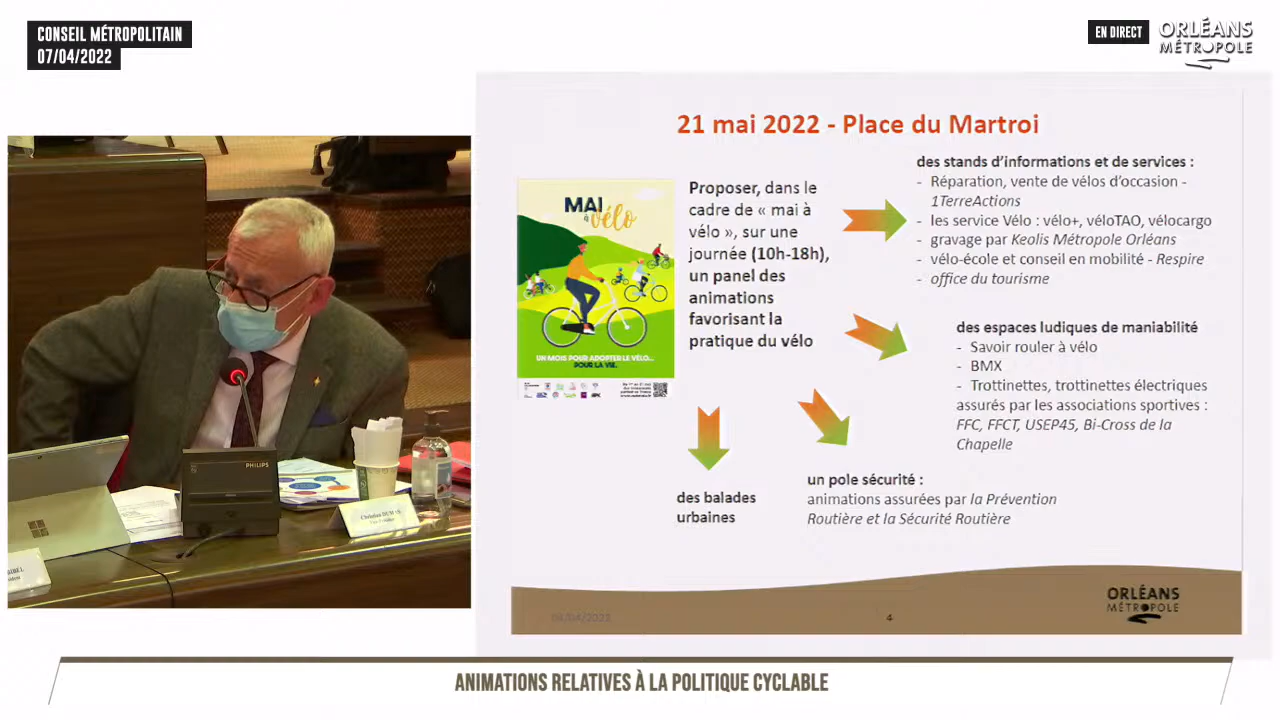 CONSEIL MÉTROPOLITAIN
07/04/2022
EN DIRECT
ORLÉANS
MÉTROPOLE
21 mai 2022 - Place du Martroi
MAI
à vélo
UN MOIS POUR ADOPTER LE VÉLO...
POUR LA VIE.
Proposer, dans le
cadre de « mai à
vélo », sur une
journée (10h-18h),
un panel des
animations
favorisant la
pratique du vélo
des stands d'informations et de services :
- Réparation, vente de vélos d'occasion -
1TerreActions
- les service Vélo : vélo+, véloTAO, vélocargo
- gravage par Keolis Métropole Orléans
- vélo-école et conseil en mobilité - Respire
- office du tourisme
des espaces ludiques de maniabilité
- Savoir rouler à vélo
- BMX
- Trottinettes, trottinettes électriques
assurés par les associations sportives :
FFC, FFCT, USEP45, Bi-Cross de la
Chapelle
un pole sécurité :
animations assurées par la Prévention
Routière et la Sécurité Routière
des balades
urbaines
PHILIPS
Christian DUMAS
4
ORLÉANS
MÉTROPOLE
ANIMATIONS RELATIVES À LA POLITIQUE CYCLABLE